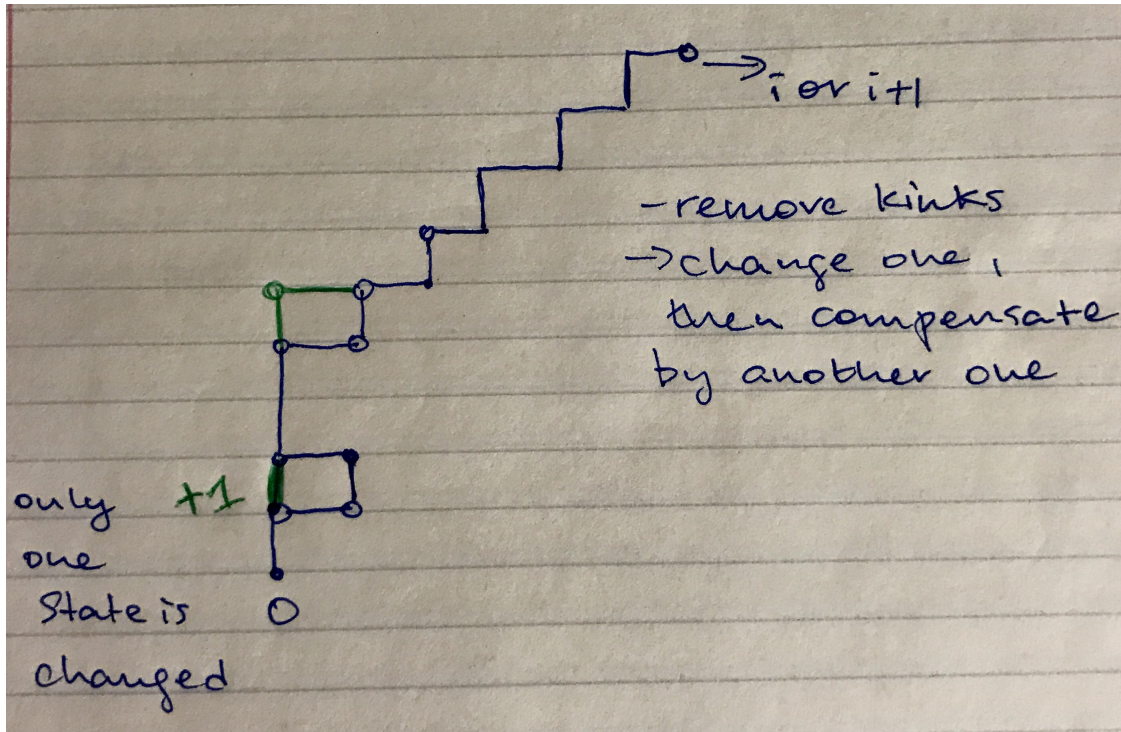 → i or i+1
- remove kinks
→ change one,
then compensate
by another one
+1
only
one
State is
changed
0